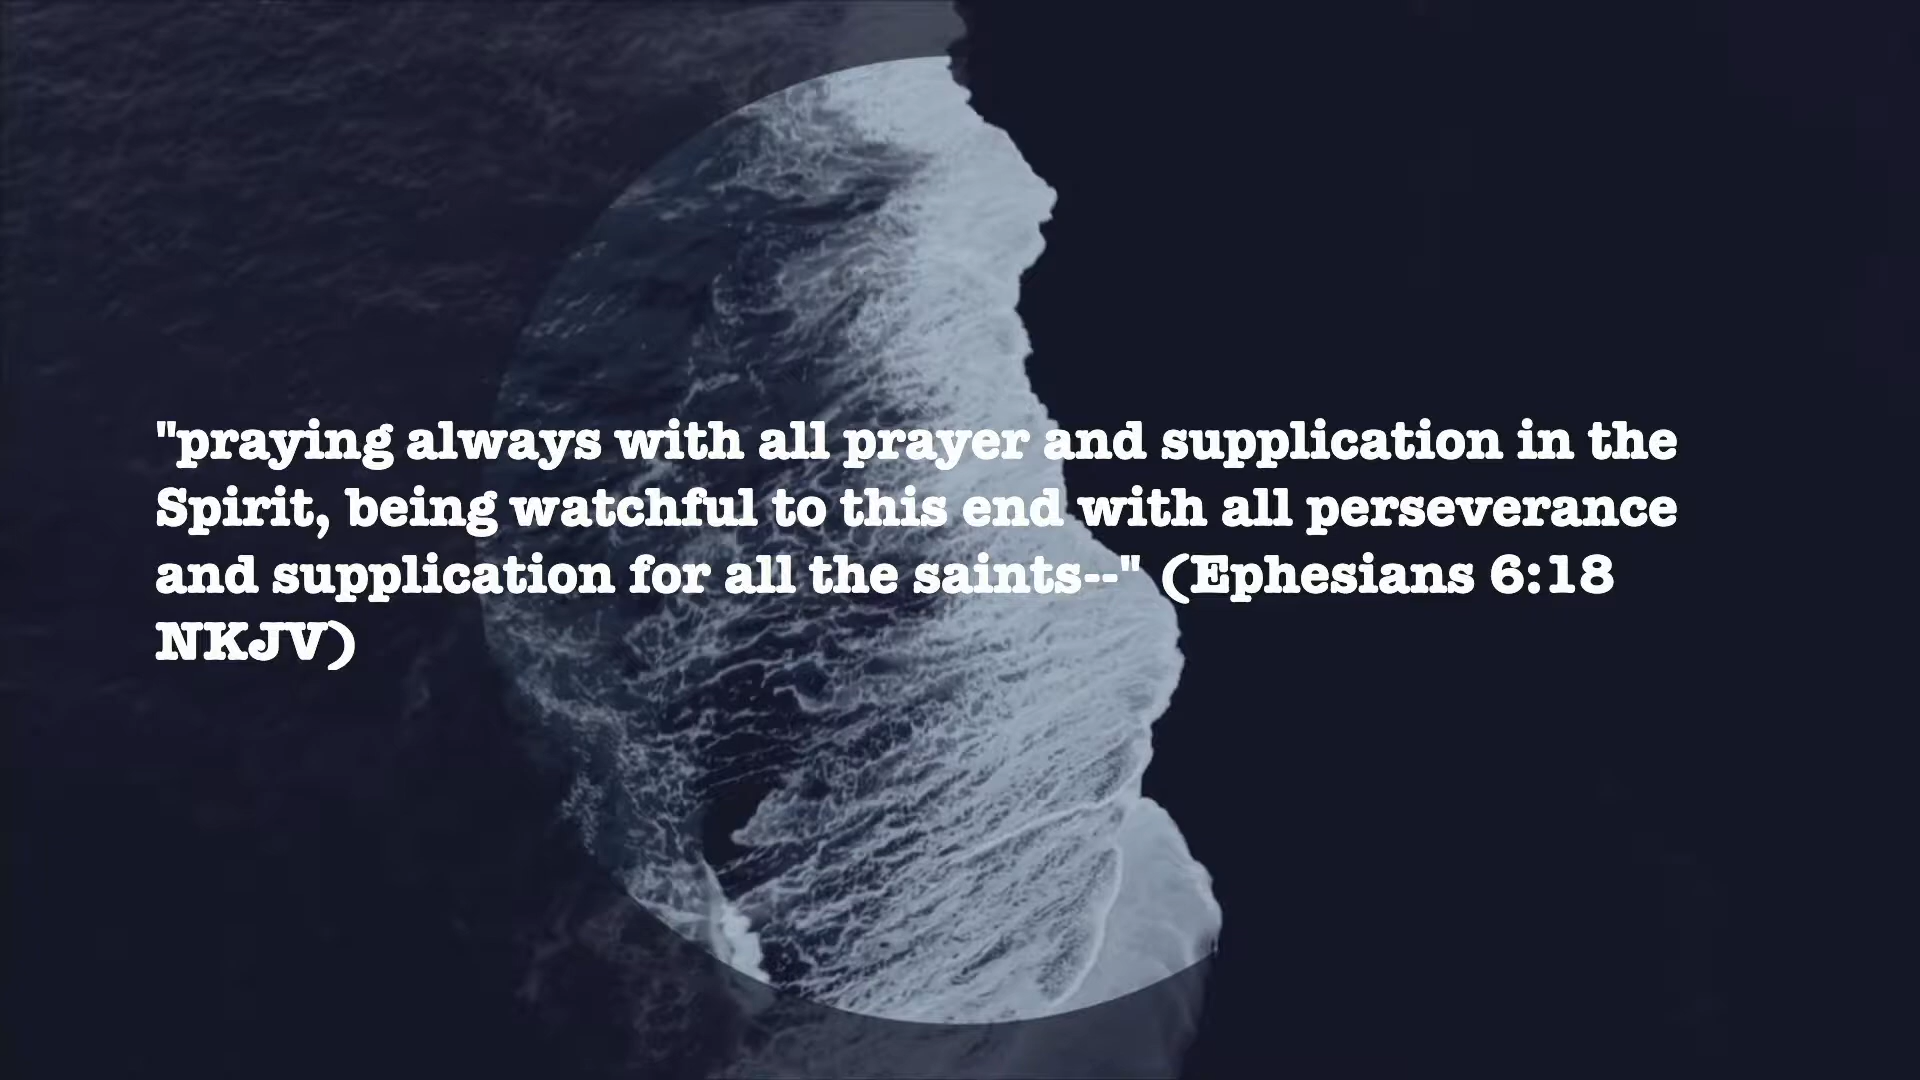 "praying always with all prayer and supplication in the
Spirit, being watchful to this end with all perseverance
and supplication for all the saints--" (Ephesians 6:18
NKJV)